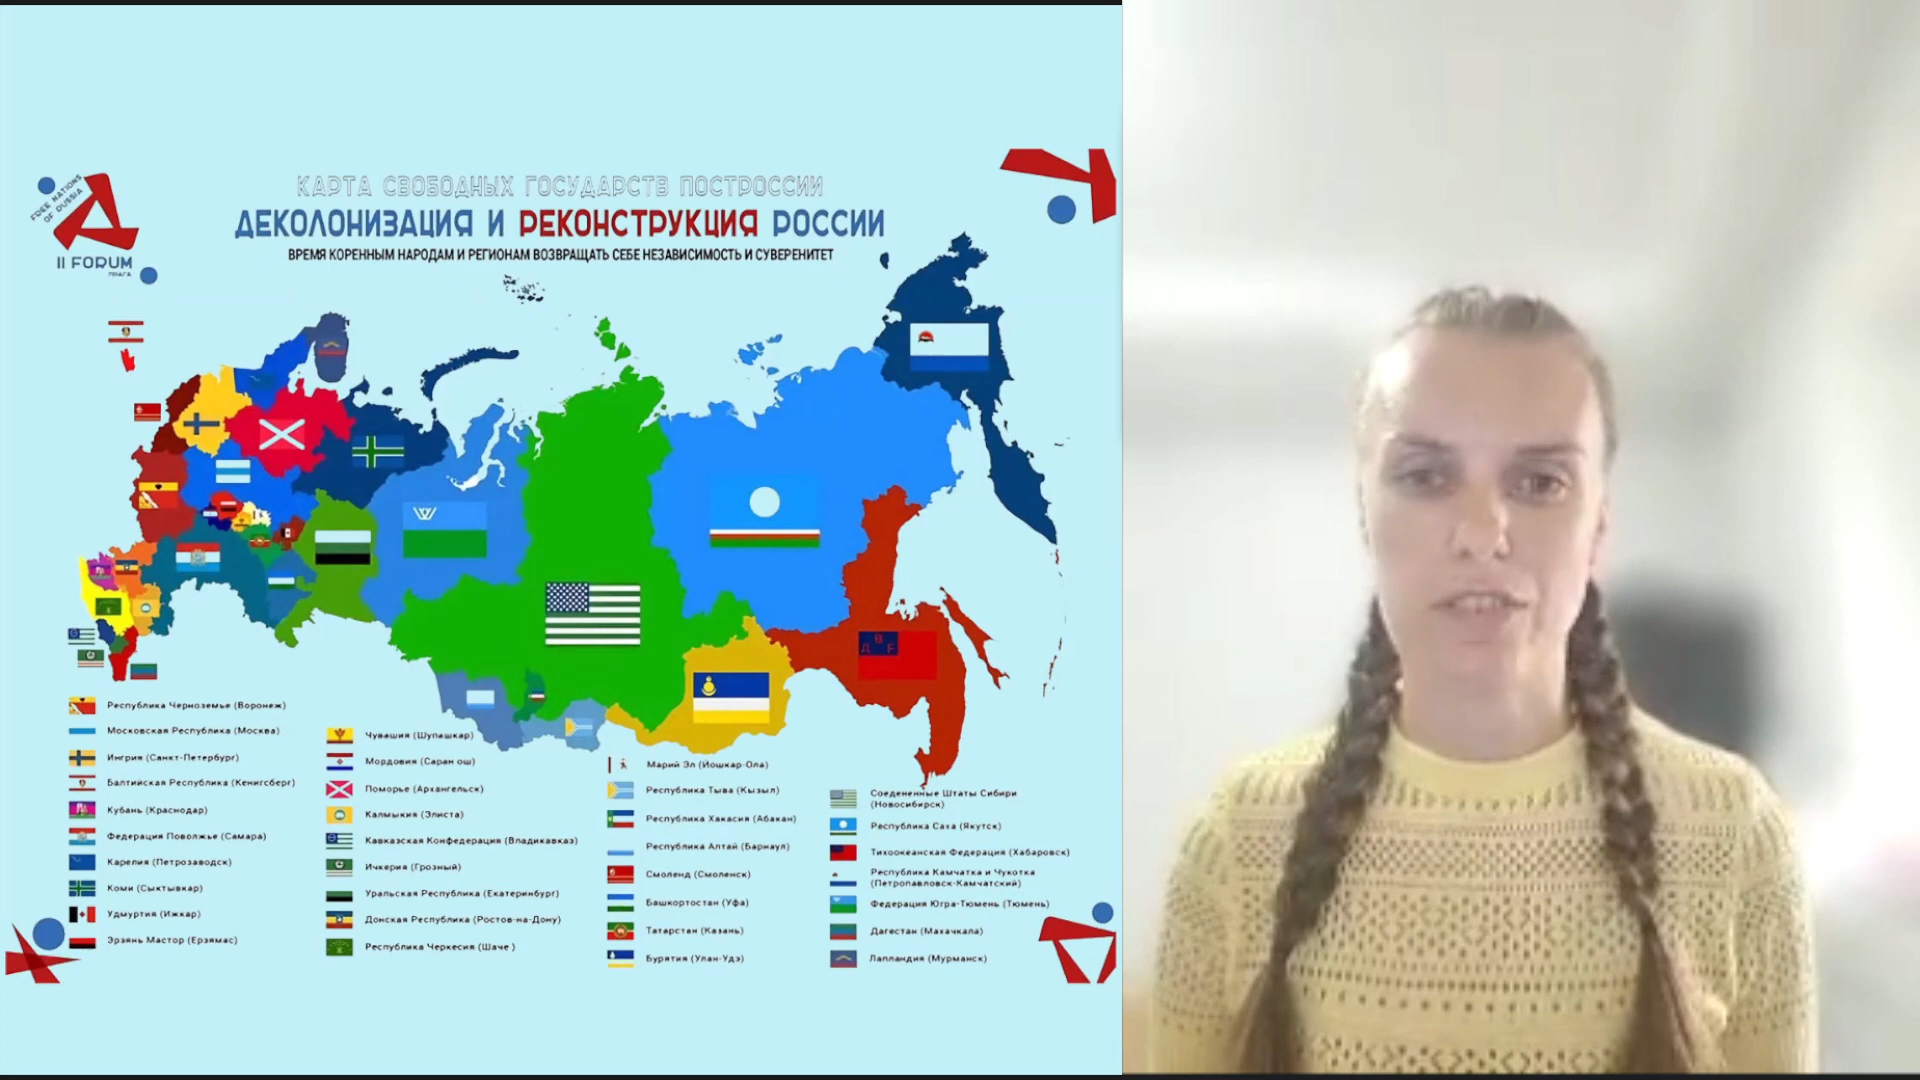 FREE NATIONS
OF RUSSIA
II FORUM
ПРАГА
КАРТА СВОБОДНЫХ ГОСУДАРСТВ ПОСТРОССИИ
ДЕКОЛОНИЗАЦИЯ И РЕКОНСТРУКЦИЯ РОССИИ
ВРЕМЯ КОРЕННЫМ НАРОДАМ И РЕГИОНАМ ВОЗВРАЩАТЬ СЕБЕ НЕЗАВИСИМОСТЬ И СУВЕРЕНИТЕТ
Д В F
Республика Черноземье (Воронеж)
Московская Республика (Москва)
Ингрия (Санкт-Петербург)
Балтийская Республика (Кенигсберг)
Кубань (Краснодар)
Федерация Поволжье (Самара)
Карелия (Петрозаводск)
Коми (Сыктывкар)
Удмуртия (Ижкар)
Эрзянь Мастор (Ерзямас)
Чувашия (Шупашкар)
Мордовия (Саран ош)
Поморье (Архангельск)
Калмыкия (Элиста)
Кавказская Конфедерация (Владикавказ)
Ичкерия (Грозный)
Уральская Республика (Екатеринбург)
Донская Республика (Ростов-на-Дону)
Республика Черкесия (Шаче )
Марий Эл (Йошкар-Ола)
Республика Тыва (Кызыл)
Республика Хакасия (Абакан)
Республика Алтай (Барнаул)
Смоленд (Смоленск)
Башкортостан (Уфа)
Татарстан (Казань)
Бурятия (Улан-Удэ)
Соедененные Штаты Сибири
(Новосибирск)
Республика Саха (Якутск)
Тихоокеанская Федерация (Хабаровск)
Республика Камчатка и Чукотка
(Петропавловск-Камчатский)
Федерация Югра-Тюмень (Тюмень)
Дагестан (Махачкала)
Лапландия (Мурманск)